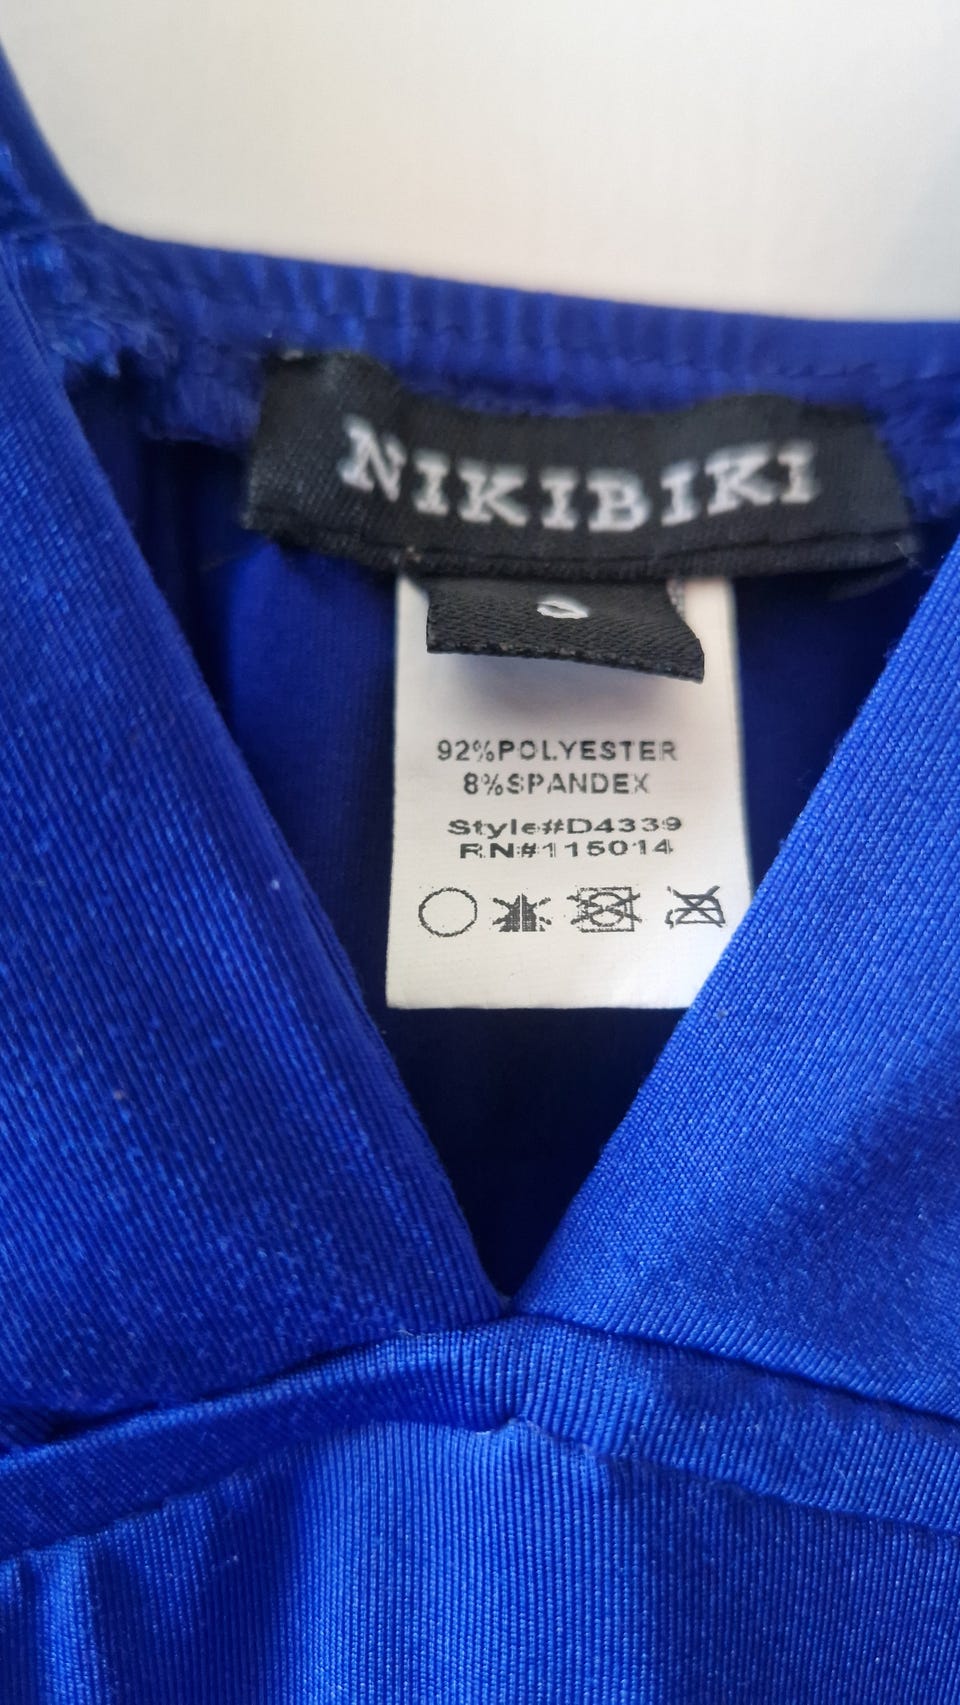 NIKIBIKI
92%POLYESTER
8%SPANDEX
Style#D4339
RN#115014